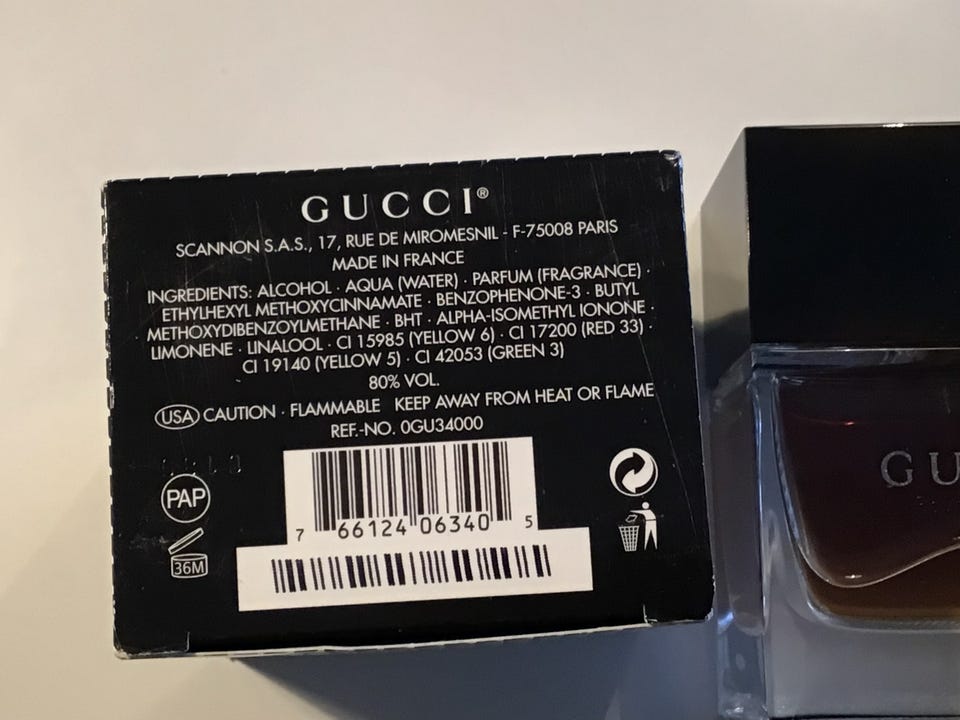 GUCCI®
SCANNON S.A.S., 17, RUE DE MIROMESNIL - F-75008 PARIS
MADE IN FRANCE
INGREDIENTS: ALCOHOL · AQUA (WATER) · PARFUM (FRAGRANCE) ·
ETHYLHEXYL METHOXYCINNAMATE · BENZOPHENONE-3 · BUTYL
METHOXYDIBENZOYLMETHANE · BHT · ALPHA-ISOMETHYL IONONE ·
LIMONENE · LINALOOL · CI 15985 (YELLOW 6) · CI 17200 (RED 33) ·
CI 19140 (YELLOW 5) · CI 42053 (GREEN 3)
80% VOL.
USA CAUTION · FLAMMABLE KEEP AWAY FROM HEAT OR FLAME
REF.-NO. 0GU34000
PAP
36M
7 66124 06340 5
GU